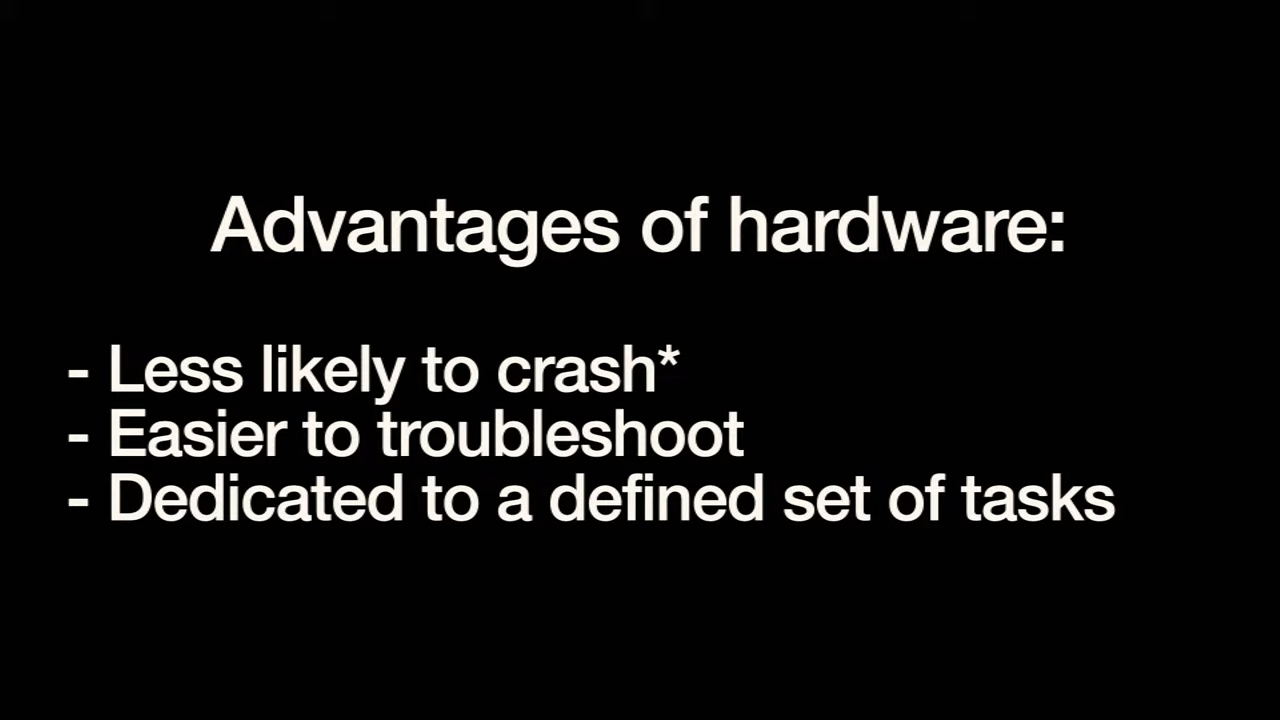 Advantages of hardware:
- Less likely to crash*
- Easier to troubleshoot
- Dedicated to a defined set of tasks